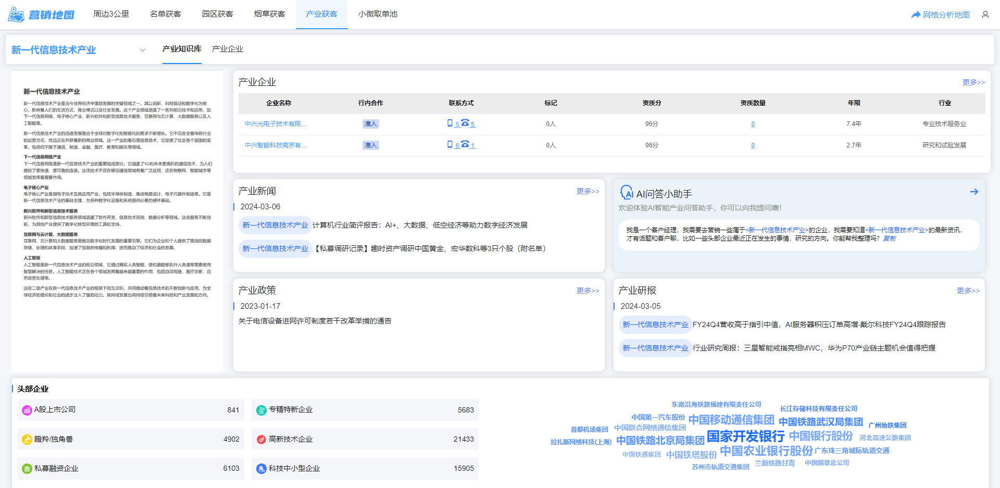 营销地图
周边3公里
名单获客
园区获客
烟草获客
产业获客
小微取单池
网格分析地图
新一代信息技术产业
产业知识库
产业企业
新一代信息技术产业
新一代信息技术产业是当今世界经济中蓬勃发展的关键领域之一。其以创新、科技驱动和数字化为核
心，影响着人们的生活方式、商业模式以及社会发展。这个产业领域涵盖了一系列前沿技术和应用，如
下一代信息网络、电子核心产业、新兴软件和新型信息技术服务、互联网与云计算、大数据服务以及人
工智能等。
新一代信息技术产业的迅速发展是由于全球对数字化和智能化的需求不断增长。它不仅改变着传统行业
的运营方式，而且正在开辟着新的商业领域。这一产业的基石是信息技术，它促使了社会各个层面的变
革，包括但不限于通信、制造、金融、医疗、教育和娱乐等领域。
下一代信息网络产业
下一代信息网络是新一代信息技术产业的重要组成部分。它涵盖了5G和未来更高阶的通信技术，为人们
提供了更快速、更可靠的连接。这项技术不仅在移动通信领域有着广泛应用，还在物联网、智能城市等
领域发挥着重要作用。
电子核心产业
电子核心产业是指电子技术及其应用产业，包括半导体制造、集成电路设计、电子元器件制造等。它是
新一代信息技术产业的基础支撑，为各种数字化设备和系统提供必要的硬件基础。
新兴软件和新型信息技术服务
新兴软件和新型信息技术服务领域涵盖了软件开发、信息技术咨询、数据分析等领域。这些服务不断创
新，为其他产业提供了数字化转型所需的工具和支持。
互联网与云计算、大数据服务
互联网、云计算和大数据服务是推动数字化时代发展的重要引擎。它们为企业和个人提供了高效的数据
存储、处理和共享手段，加速了信息的传播和利用，进而推动了经济和社会的发展。
人工智能
人工智能是新一代信息技术产业的前沿领域，它通过模拟人类智能，使机器能够执行人类通常需要使用
智慧解决的任务。人工智能技术正在各个领域发挥着越来越重要的作用，包括自动驾驶、医疗诊断、自
然语言处理等。
这些二级产业在新一代信息技术产业的框架下相互交织，共同推动着信息技术的不断创新与应用，为全
球经济的增长和社会的进步注入了强劲动力。其持续发展也将持续引领着未来科技和产业发展的方向。
产业企业
更多>>
企业名称 行内合作 联系方式 标记 资质分 资质数量 年限 行业
中兴光电子技术有限... 准入 5 5 0人 96分 0 7.4年 专业技术服务业
中兴智能科技南京有... 准入 6 1 0人 96分 0 2.7年 研究和试验发展
产业新闻
更多>>
2024-03-06
新一代信息技术产业 计算机行业简评报告：AI+、大数据、低空经济等助力数字经济发展
新一代信息技术产业 【私募调研记录】趣时资产调研中国黄金、宏华数科等3只个股（附名单）
AI问答小助手
欢迎体验AI智能产业问答助手，你可以向我提问噢！
我是一个客户经理，我需要去营销一些属于<新一代信息技术产业>的企业，我需要知道<新一代信息技术产业>的最新资讯，
才有话题和客户聊，比如一些头部企业最近正在发生的事情，研究的方向。你能帮我整理吗？复制
产业政策
更多>>
2023-01-17
关于电信设备进网许可制度若干改革举措的通告
产业研报
更多>>
2024-03-05
新一代信息技术产业 FY24Q4营收高于指引中值，AI服务器积压订单高增-戴尔科技FY24Q4跟踪报告
新一代信息技术产业 行业研究周报：三星智能戒指亮相MWC，华为P70产业链主题机会值得把握
头部企业
A股上市公司 841
专精特新企业 5683
瞪羚/独角兽 4902
高新技术企业 21433
私募融资企业 6103
科技中小型企业 15905
东南沿海铁路福建有限责任公司
长江存储科技有限责任公司
中国第一汽车股份
中国移动通信集团
中国铁路武汉局集团
广州地铁集团
首都机场集团
中国联合网络通信集团
国家开发银行
中国银行股份
河北高速公路集团
拉扎斯网络科技(上海)
中国铁路北京局集团
中国农业银行股份
广东珠三角城际轨道交通
中国铁通集团
中国铁塔股份
兰新铁路甘青
中国烟草总公司
苏州市轨道交通集团